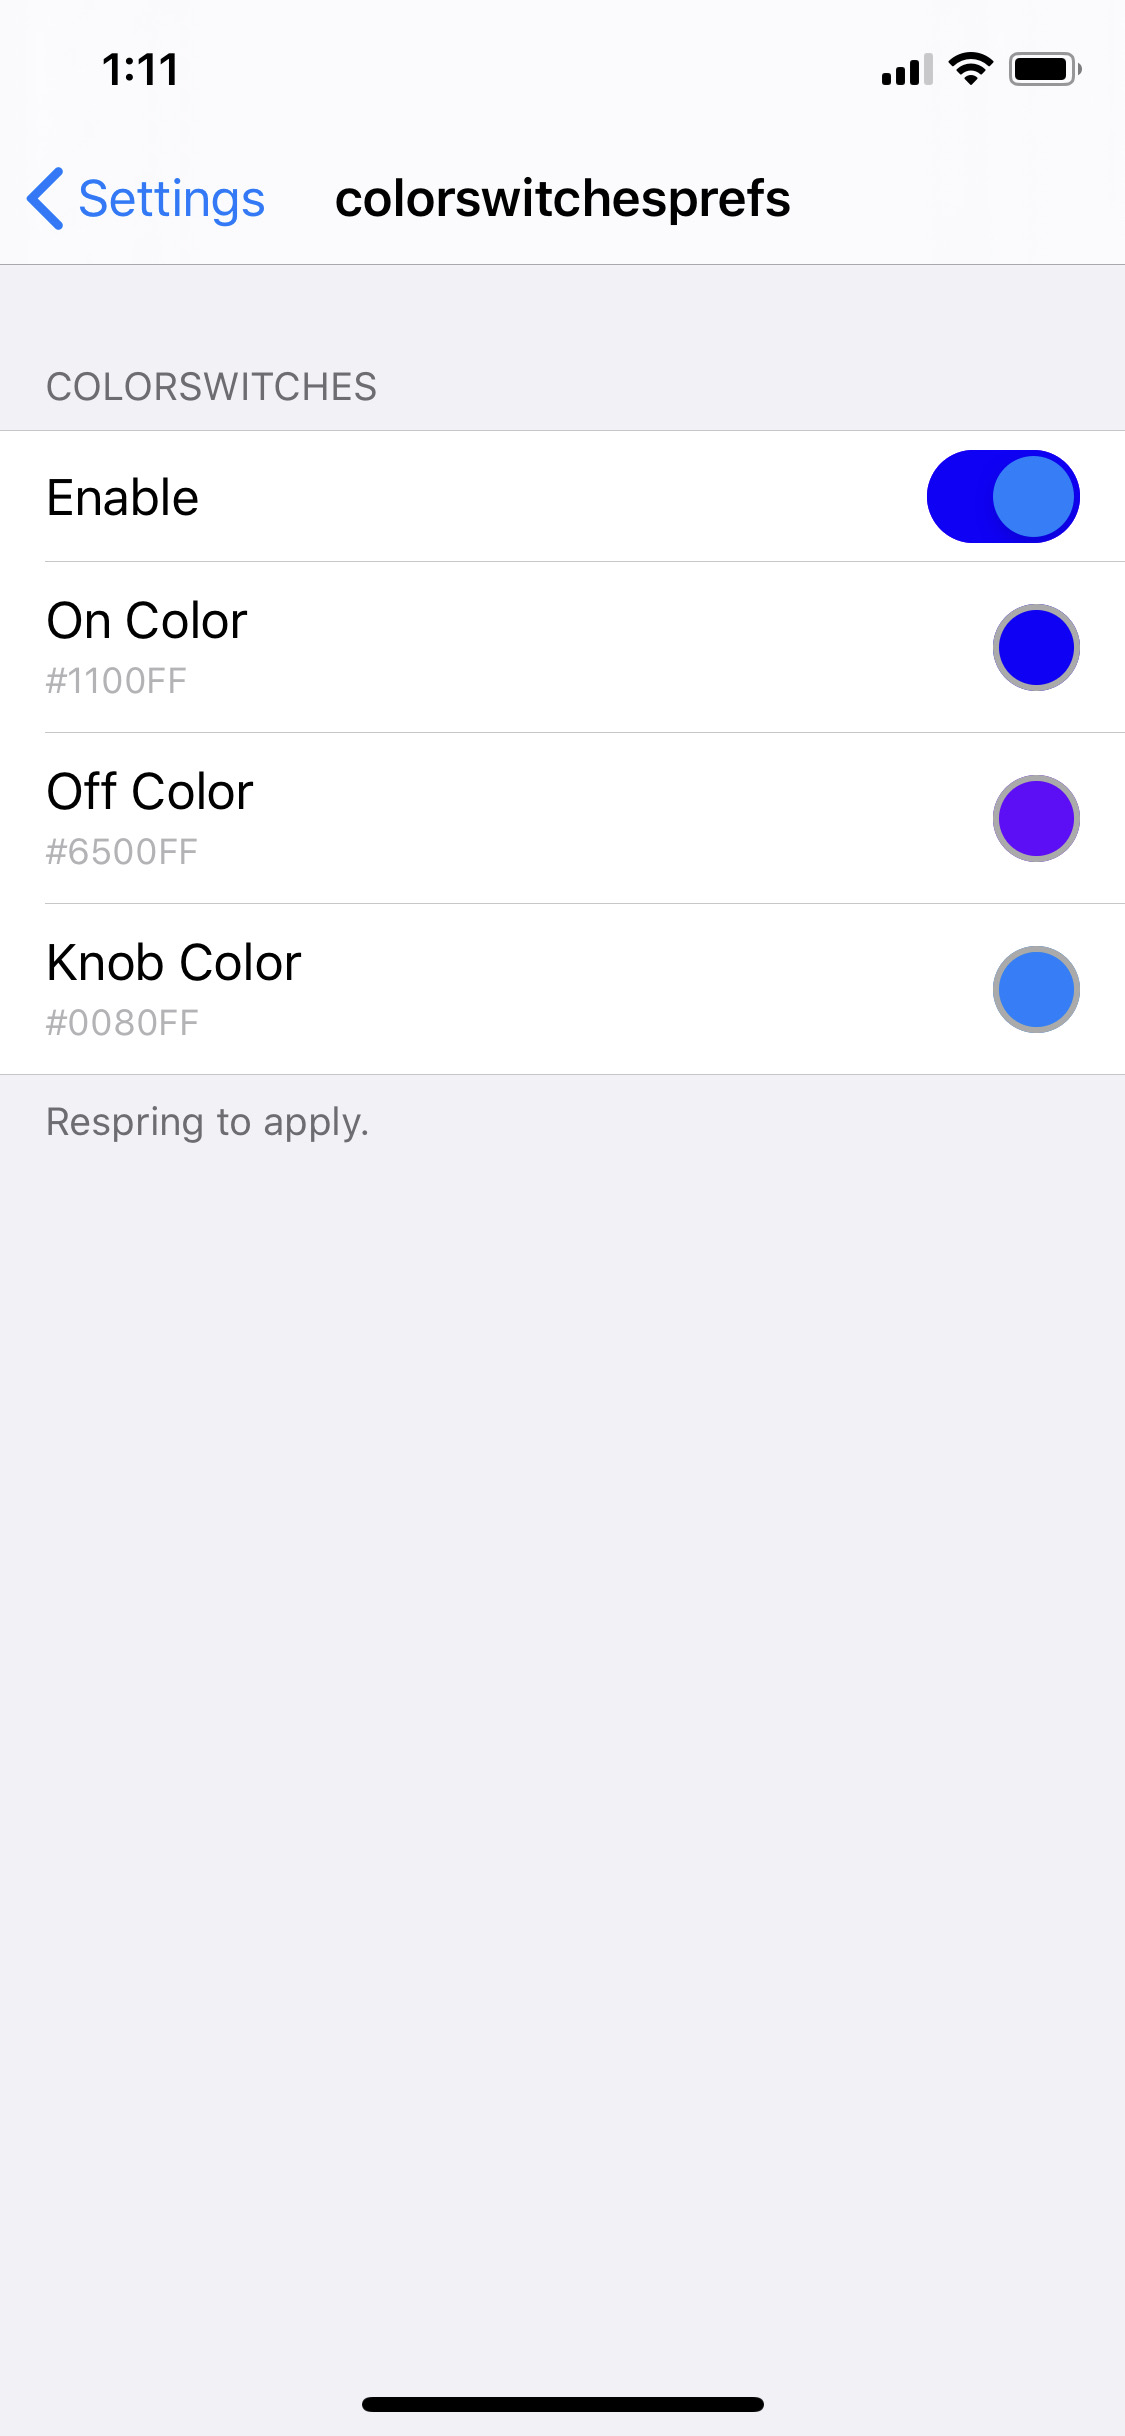 1:11
Settings
colorswitchesprefs
COLORSWITCHES
Enable
On Color
#1100FF
Off Color
#6500FF
Knob Color
#0080FF
Respring to apply.